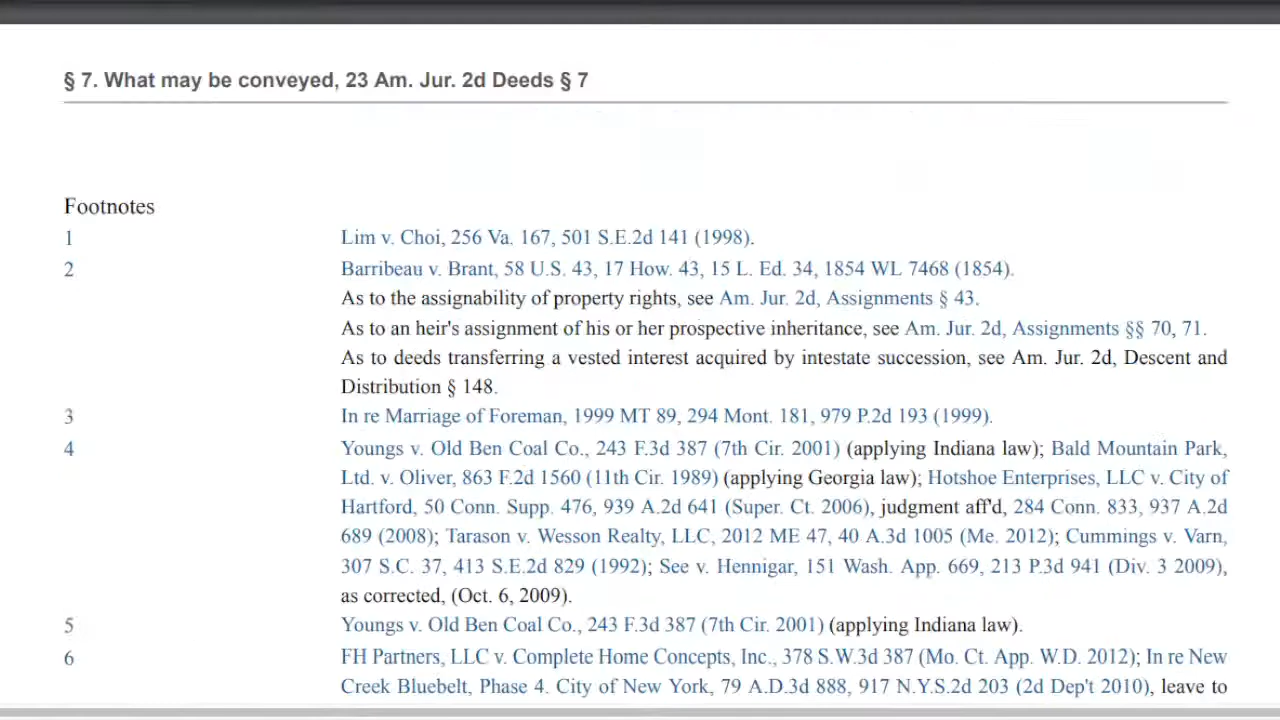 § 7. What may be conveyed, 23 Am. Jur. 2d Deeds § 7
Footnotes
1 Lim v. Choi, 256 Va. 167, 501 S.E.2d 141 (1998).
2 Barribeau v. Brant, 58 U.S. 43, 17 How. 43, 15 L. Ed. 34, 1854 WL 7468 (1854).
As to the assignability of property rights, see Am. Jur. 2d, Assignments § 43.
As to an heir's assignment of his or her prospective inheritance, see Am. Jur. 2d, Assignments §§ 70, 71.
As to deeds transferring a vested interest acquired by intestate succession, see Am. Jur. 2d, Descent and
Distribution § 148.
3 In re Marriage of Foreman, 1999 MT 89, 294 Mont. 181, 979 P.2d 193 (1999).
4 Youngs v. Old Ben Coal Co., 243 F.3d 387 (7th Cir. 2001) (applying Indiana law); Bald Mountain Park,
Ltd. v. Oliver, 863 F.2d 1560 (11th Cir. 1989) (applying Georgia law); Hotshoe Enterprises, LLC v. City of
Hartford, 50 Conn. Supp. 476, 939 A.2d 641 (Super. Ct. 2006), judgment aff'd, 284 Conn. 833, 937 A.2d
689 (2008); Tarason v. Wesson Realty, LLC, 2012 ME 47, 40 A.3d 1005 (Me. 2012); Cummings v. Varn,
307 S.C. 37, 413 S.E.2d 829 (1992); See v. Hennigar, 151 Wash. App. 669, 213 P.3d 941 (Div. 3 2009),
as corrected, (Oct. 6, 2009).
5 Youngs v. Old Ben Coal Co., 243 F.3d 387 (7th Cir. 2001) (applying Indiana law).
6 FH Partners, LLC v. Complete Home Concepts, Inc., 378 S.W.3d 387 (Mo. Ct. App. W.D. 2012); In re New
Creek Bluebelt, Phase 4. City of New York, 79 A.D.3d 888, 917 N.Y.S.2d 203 (2d Dep't 2010), leave to